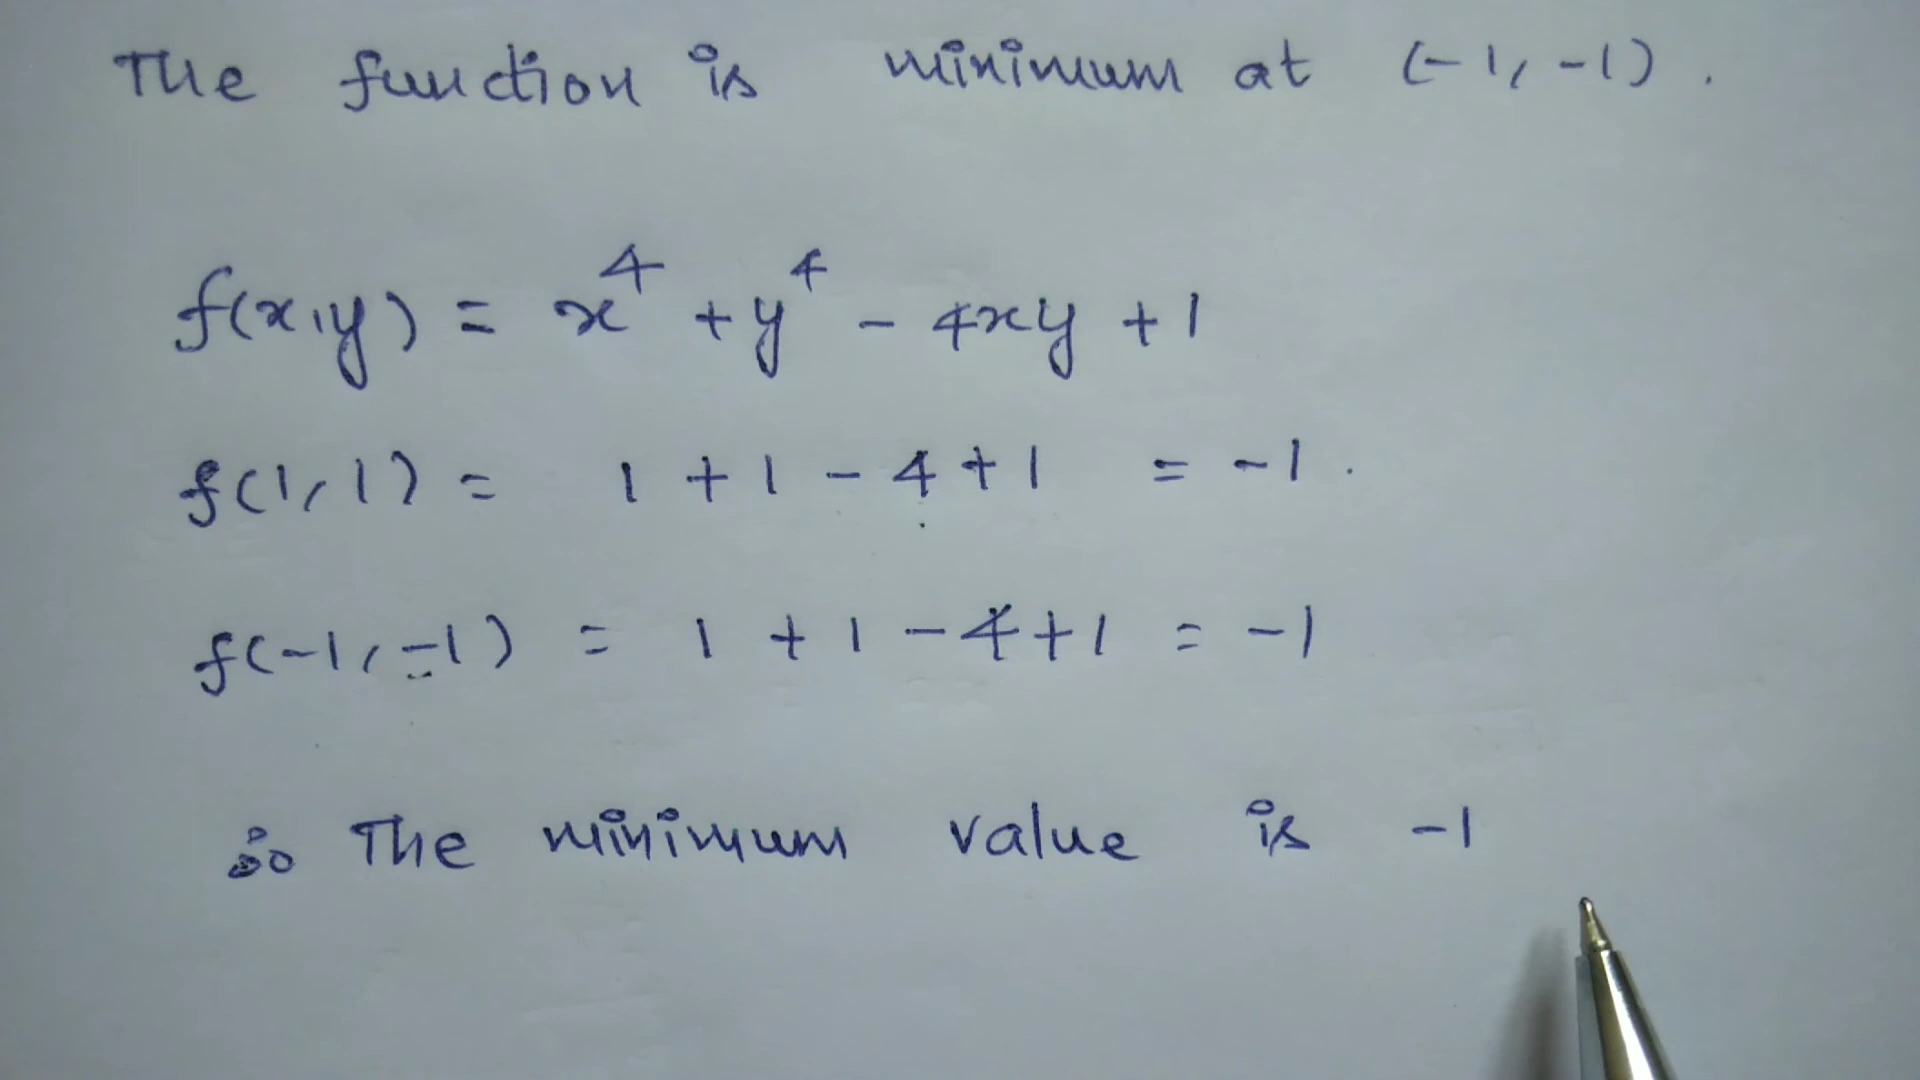 The function is minimum at (-1, -1).
f(x,y) = x⁴ + y⁴ - 4xy + 1
f(1,1) = 1 + 1 - 4 + 1 = -1.
f(-1,-1) = 1 + 1 - 4 + 1 = -1
∴ The minimum value is -1